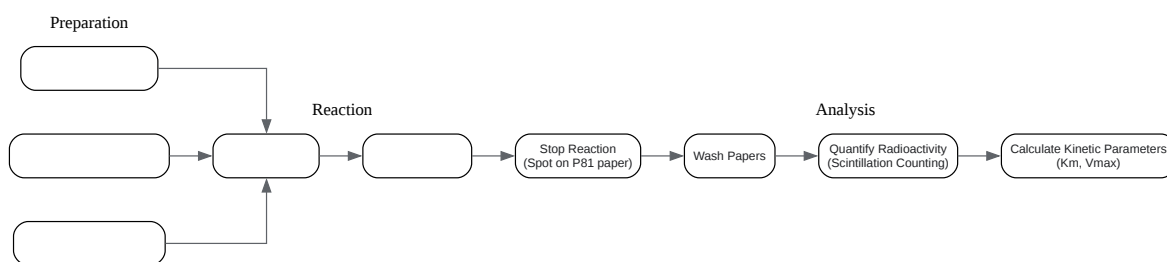 Preparation
Reaction
Analysis
Stop Reaction
(Spot on P81 paper)
Wash Papers
Quantify Radioactivity
(Scintillation Counting)
Calculate Kinetic Parameters
(Km, Vmax)